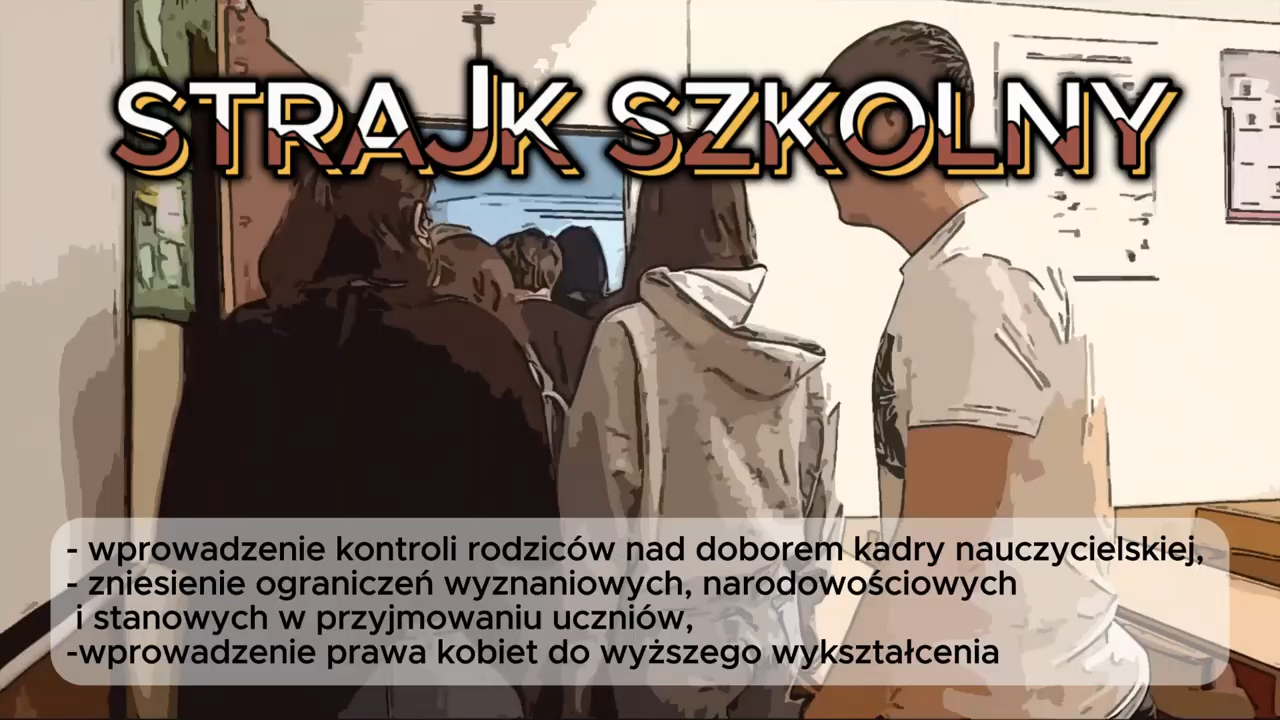 STRAJK SZKOLNY
- wprowadzenie kontroli rodziców nad doborem kadry nauczycielskiej,
- zniesienie ograniczeń wyznaniowych, narodowościowych
i stanowych w przyjmowaniu uczniów,
-wprowadzenie prawa kobiet do wyższego wykształcenia